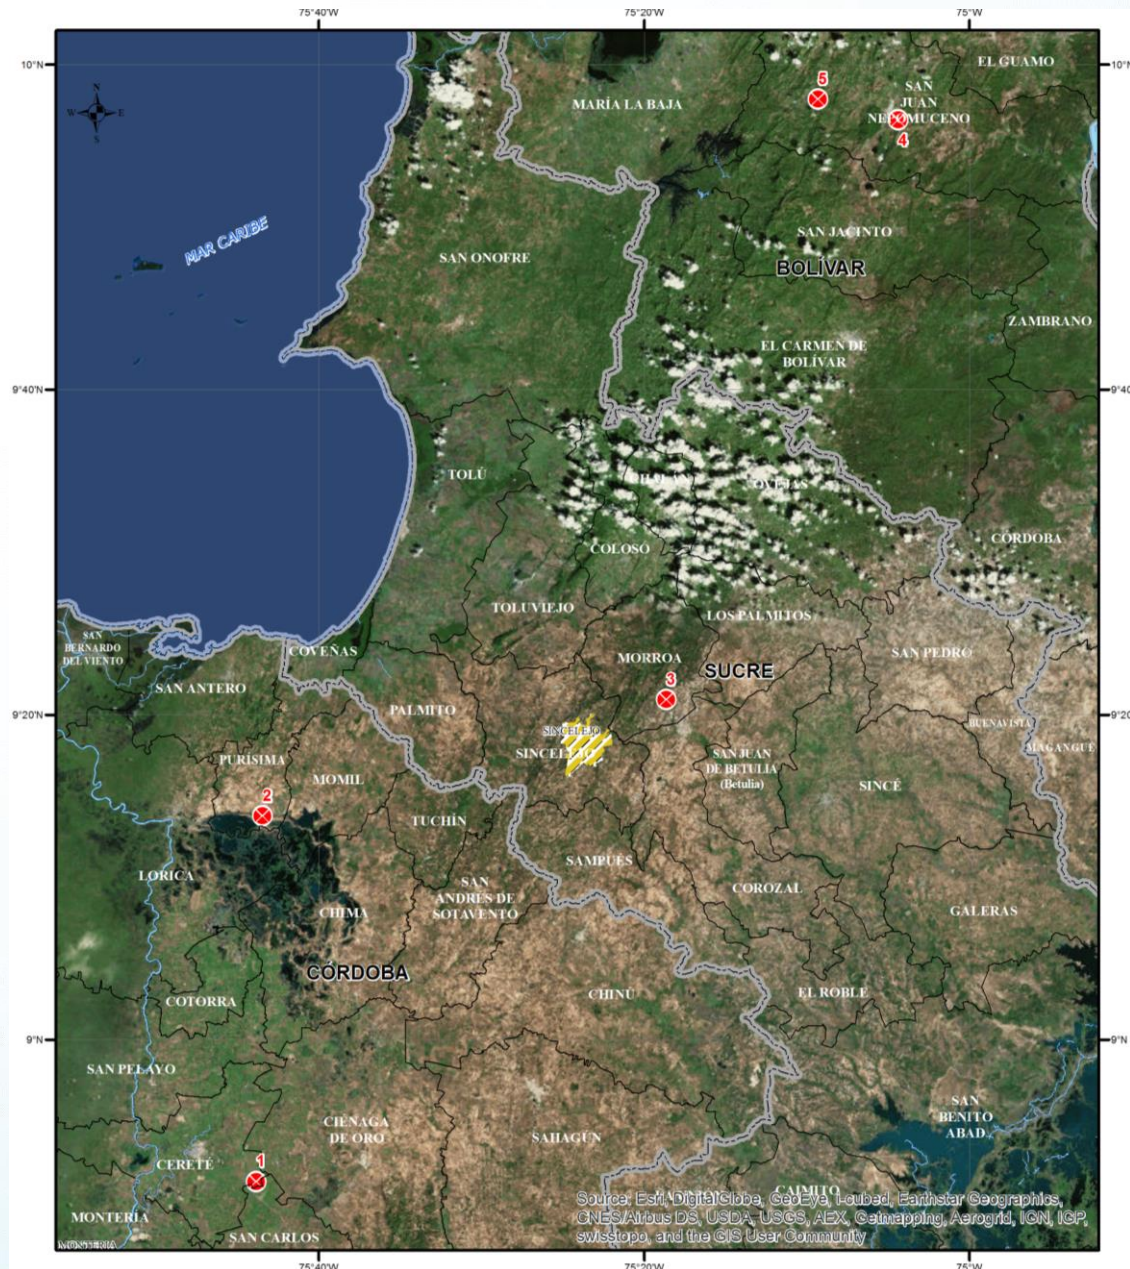 75°40'W
75°20'W
75°W
10°N
10°N
N
W
E
S
5
EL GUAMO
SAN
JUAN
NEPOMUCENO
4
MARÍA LA BAJA
MAR CARIBE
SAN ONOFRE
SAN JACINTO
BOLÍVAR
ZAMBRANO
EL CARMEN DE
BOLÍVAR
9°40'N
9°40'N
TOLÚ
OVEJAS
COLOSO
CÓRDOBA
TOLUVIEJO
LOS PALMITOS
SAN
BERNARDO
DEL VIENTO
COVEÑAS
MORROA
SUCRE
SAN PEDRO
SAN ANTERO
3
PALMITO
9°20'N
9°20'N
BUENAVISTA
SINCELEJO
SINCELEJO
MAGANGUÉ
SAN JUAN
DE BETULIA
(Betulia)
PURÍSIMA
MOMIL
SINCÉ
2
TUCHÍN
SAMPUÉS
LORICA
SAN
ANDRES DE
SOTAVENTO
COROZAL
CHIMA
GALERAS
CÓRDOBA
COTORRA
CHINÚ
EL ROBLE
9°N
9°N
SAN PELAYO
SAN
BENITO
ABAD
CIÉNAGA
DE ORO
SAHAGÚN
CERETÉ
1
CAIMITO
MONTERÍA
SAN CARLOS
MONTERIA
Source: Esri, DigitalGlobe, GeoEye, i-cubed, Earthstar Geographics,
CNES/Airbus DS, USDA, USGS, AEX, Getmapping, Aerogrid, IGN, IGP,
swisstopo, and the GIS User Community
75°40'W
75°20'W
75°W